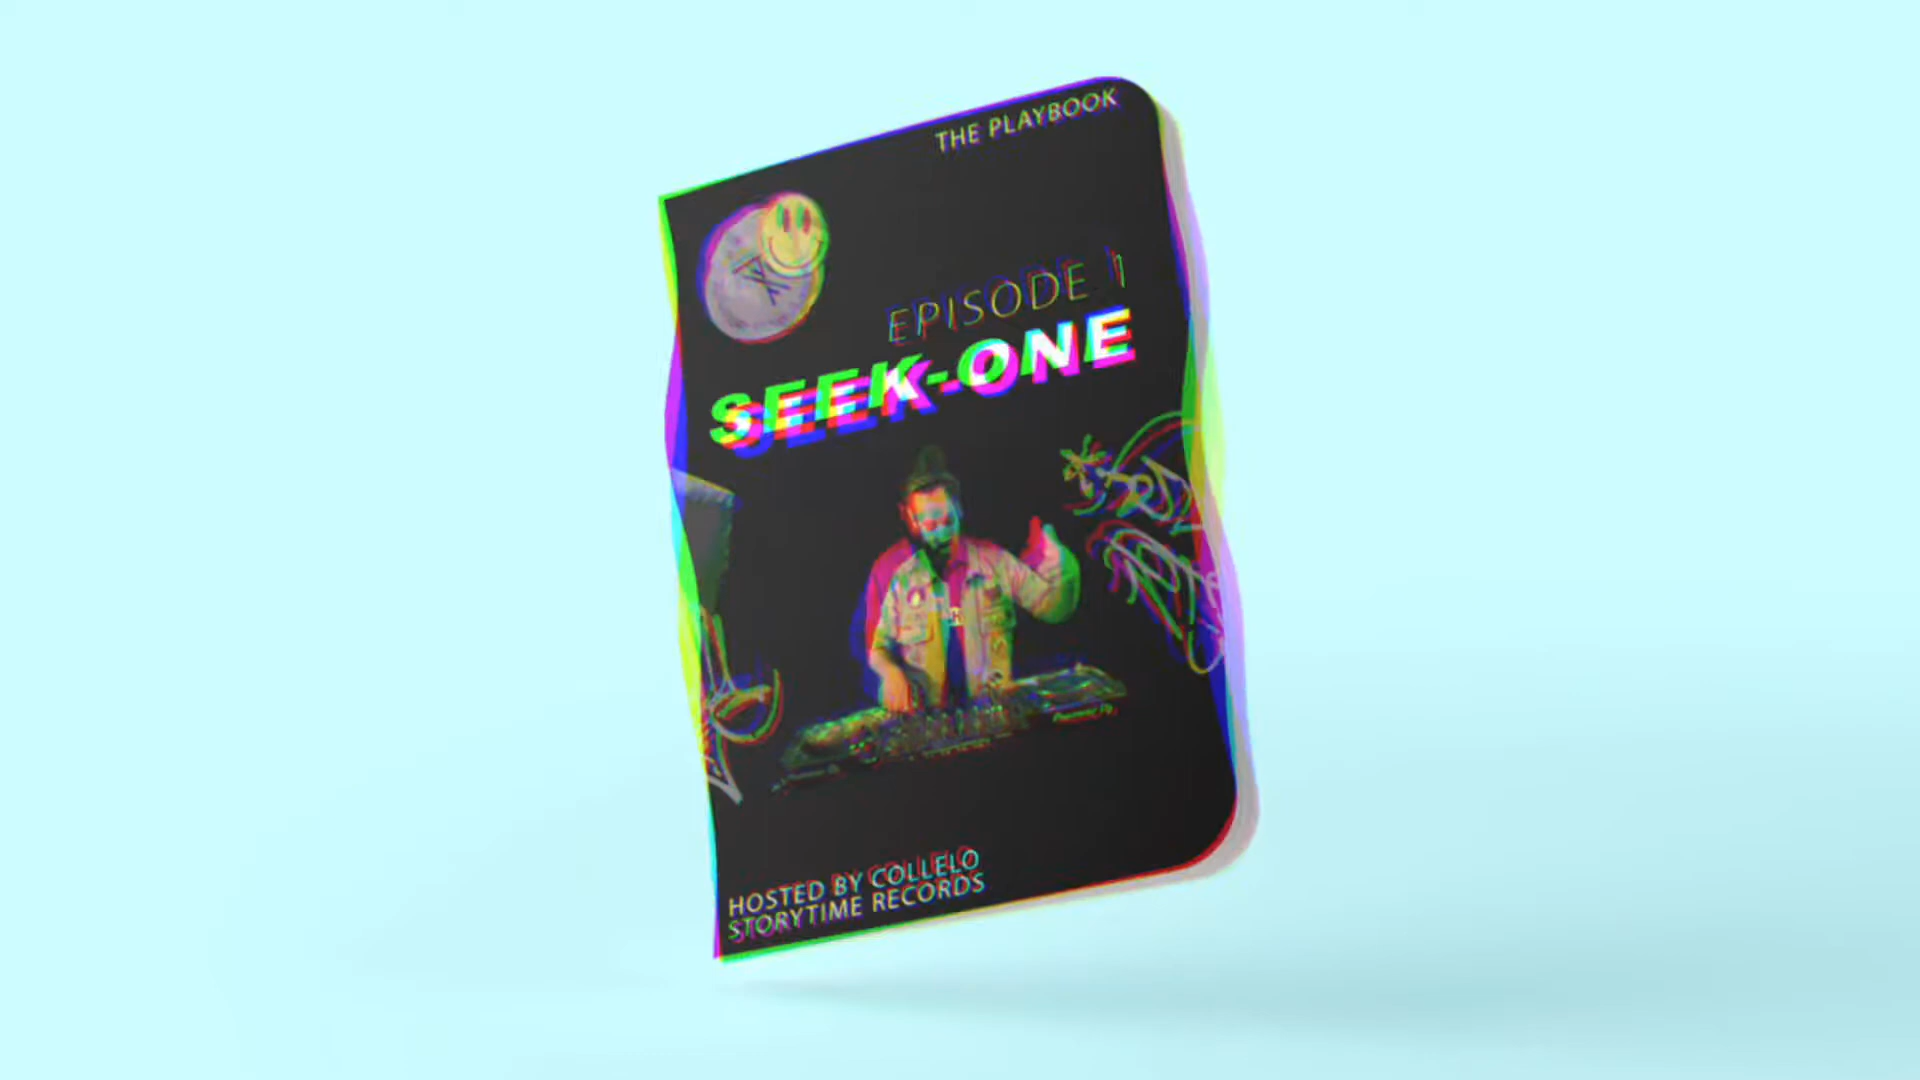 THE PLAYBOOK
EPISODE 1
SEEK-ONE
HOSTED BY COLLELO
STORYTIME RECORDS